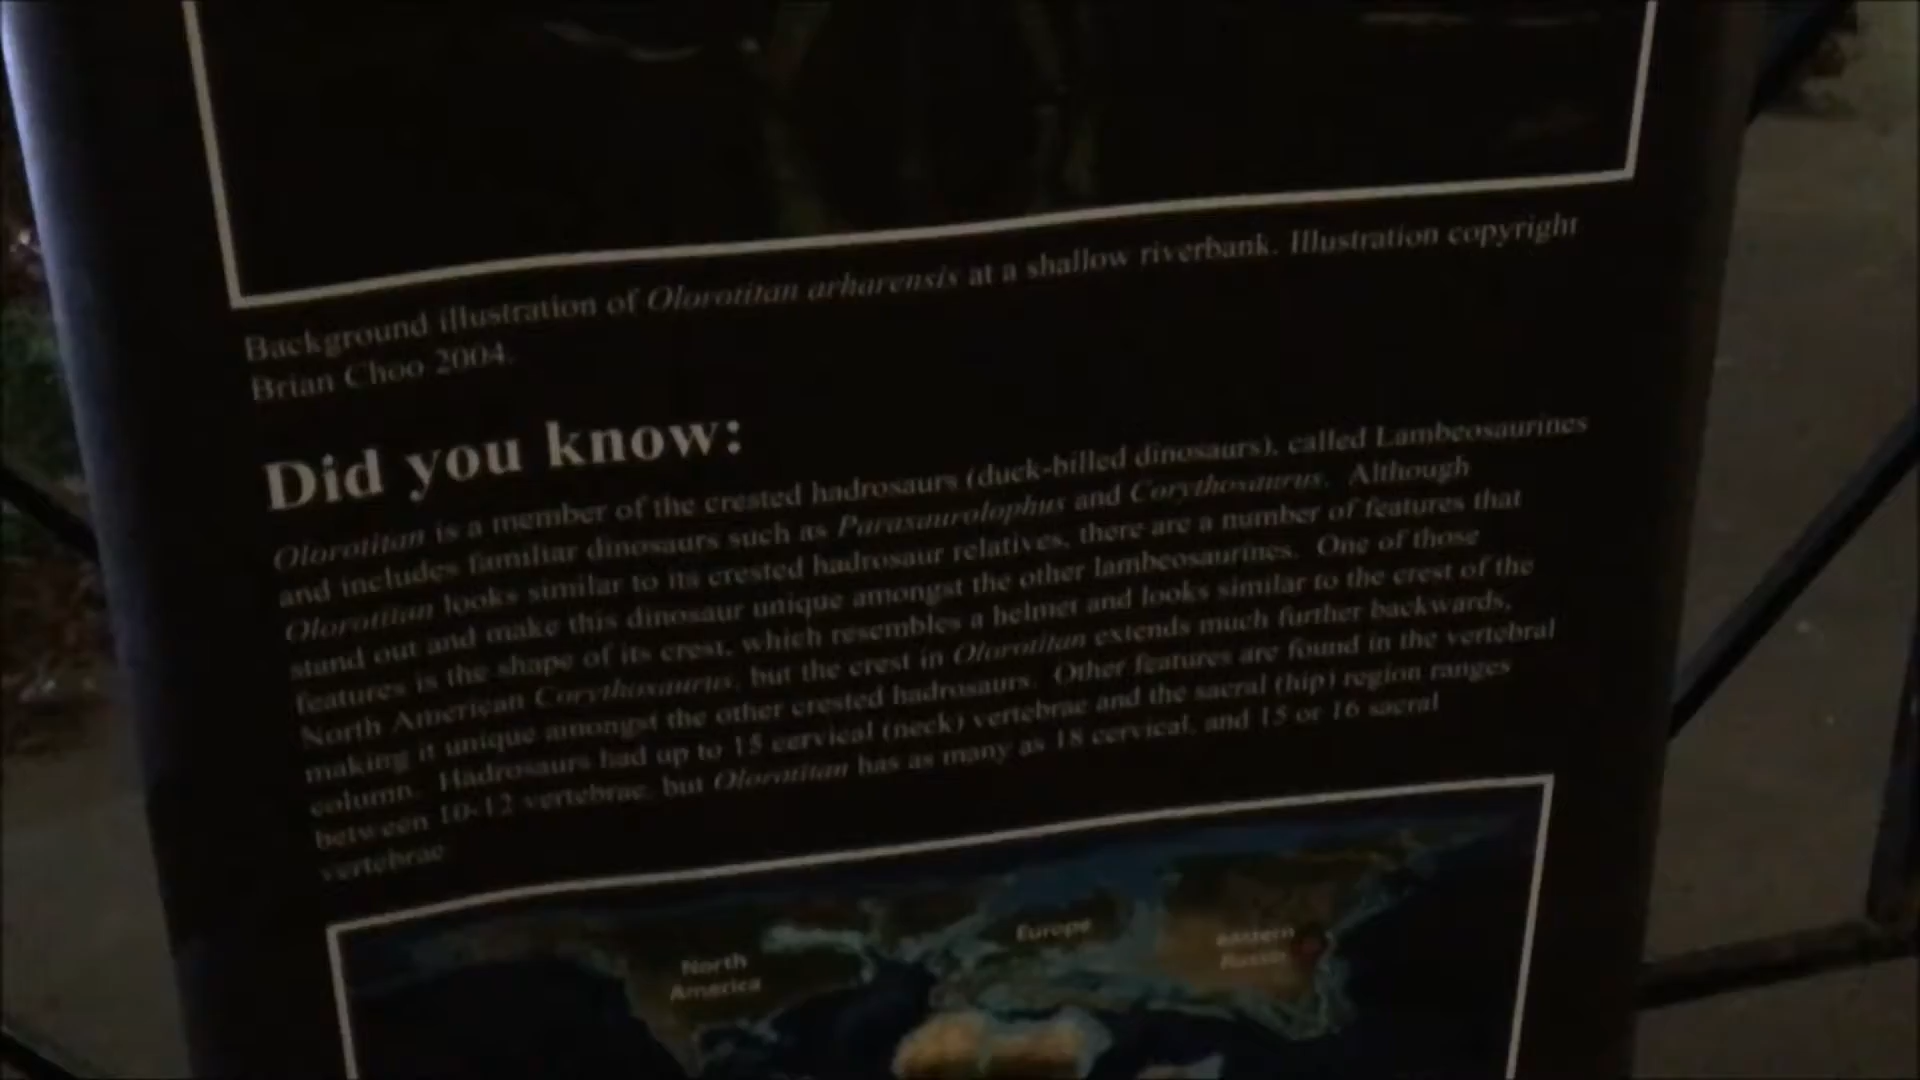 Background illustration of Olorotitan arharensis at a shallow riverbank. Illustration copyright
Brian Choo 2004.
Did you know:
Olorotitan is a member of the crested hadrosaurs (duck-billed dinosaurs), called Lambeosaurines
and includes familiar dinosaurs such as Parasaurolophus and Corythosaurus. Although
Olorotitan looks similar to its crested hadrosaur relatives, there are a number of features that
stand out and make this dinosaur unique amongst the other lambeosaurines. One of those
features is the shape of its crest, which resembles a helmet and looks similar to the crest of the
North American Corythosaurus, but the crest in Olorotitan extends much further backwards,
making it unique amongst the other crested hadrosaurs. Other features are found in the vertebral
column. Hadrosaurs had up to 15 cervical (neck) vertebrae and the sacral (hip) region ranges
between 10-12 vertebrae, but Olorotitan has as many as 18 cervical, and 15 or 16 sacral
vertebrae
Europe
North
America
Eastern
Russia